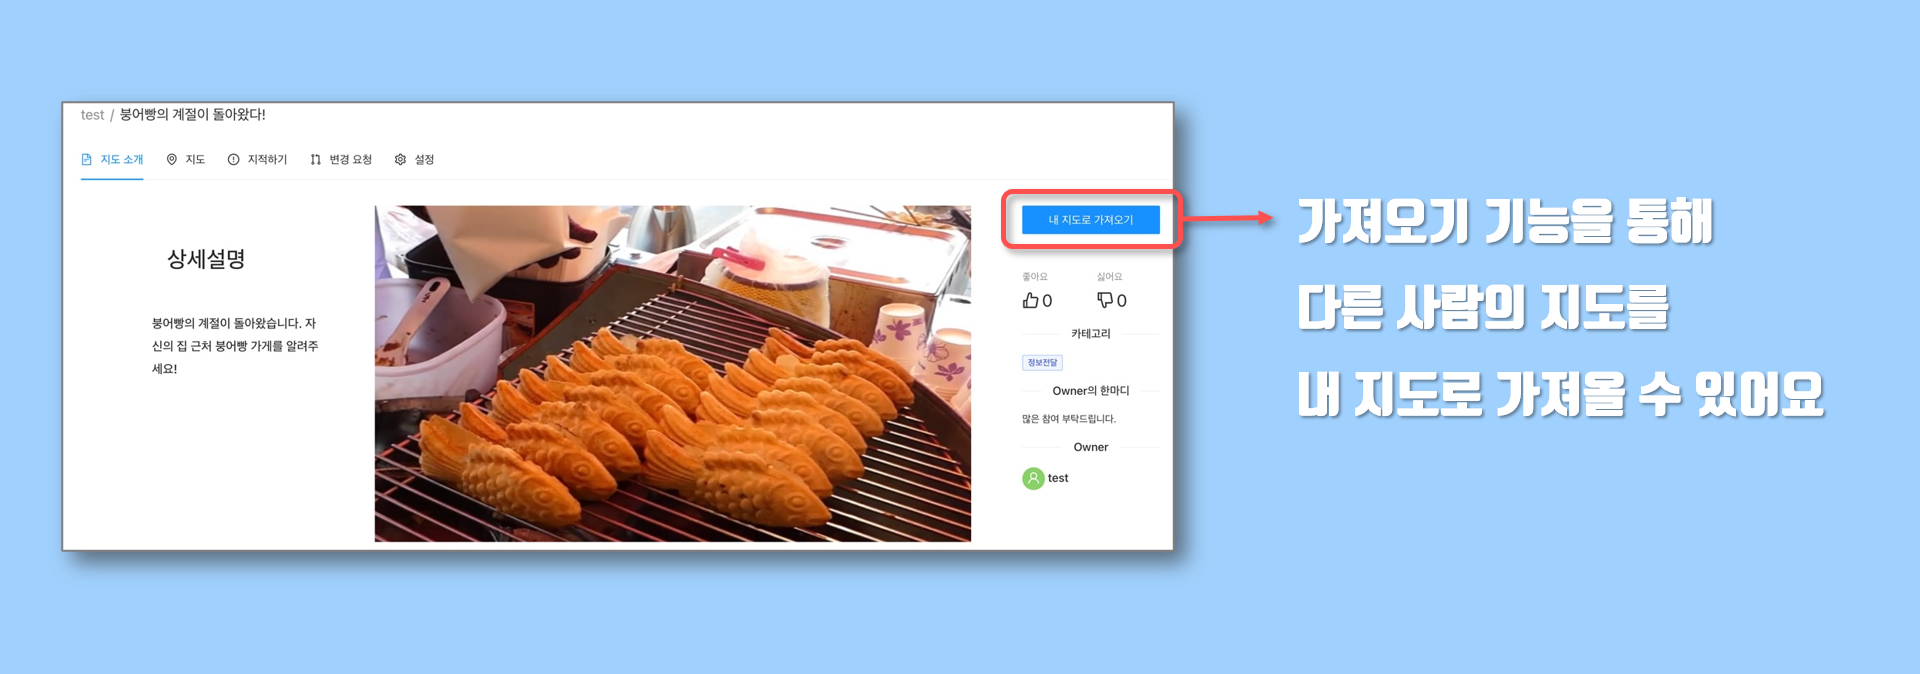 test / 붕어빵의 계절이 돌아왔다!
지도 소개 지도 지적하기 변경 요청 설정
상세설명
붕어빵의 계절이 돌아왔습니다. 자
신의 집 근처 붕어빵 가게를 알려주
세요!
내 지도로 가져오기
좋아요 싫어요
0 0
카테고리
정보전달
Owner의 한마디
많은 참여 부탁드립니다.
Owner
test
가져오기 기능을 통해
다른 사람의 지도를
내 지도로 가져올 수 있어요